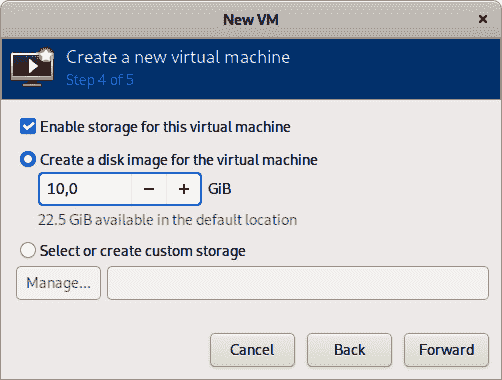 New VM
Create a new virtual machine
Step 4 of 5
Enable storage for this virtual machine
Create a disk image for the virtual machine
10,0 − + GiB
22.5 GiB available in the default location
Select or create custom storage
Manage...
Cancel Back Forward